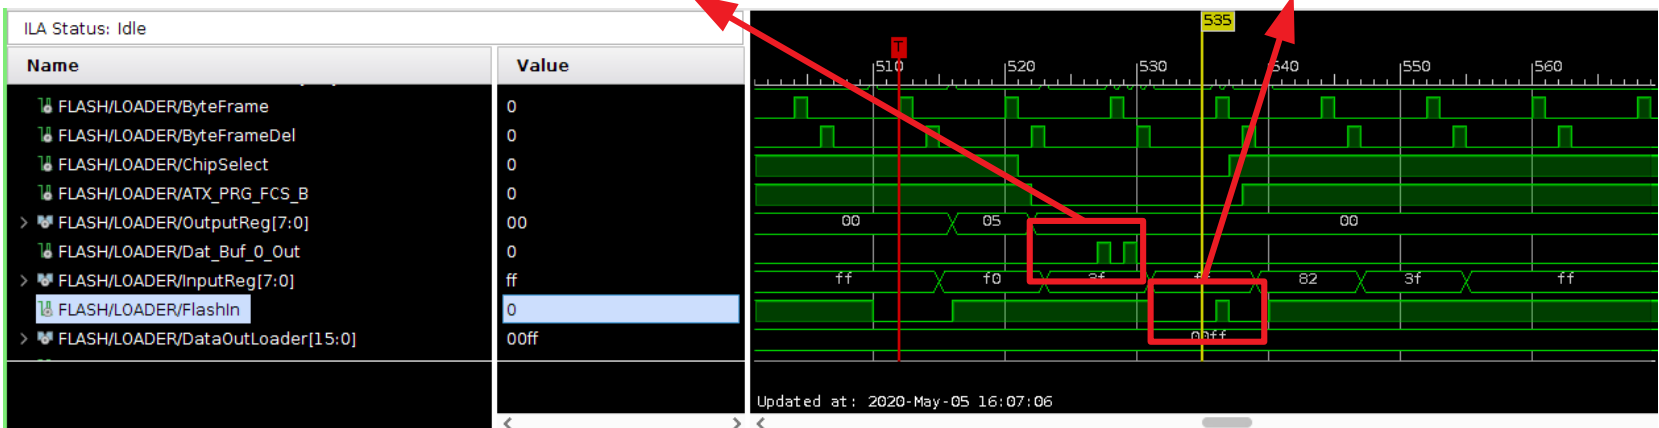 ILA Status: Idle
Name
Value
FLASH/LOADER/ByteFrame
0
FLASH/LOADER/ByteFrameDel
0
FLASH/LOADER/ChipSelect
0
FLASH/LOADER/ATX_PRG_FCS_B
0
FLASH/LOADER/OutputReg[7:0]
00
FLASH/LOADER/Dat_Buf_0_Out
0
FLASH/LOADER/InputReg[7:0]
ff
FLASH/LOADER/FlashIn
0
FLASH/LOADER/DataOutLoader[15:0]
00ff
535
T
510 520 530 540 550 560
00 05 00
ff f0 3f ff 82 3f ff
00ff
Updated at: 2020-May-05 16:07:06